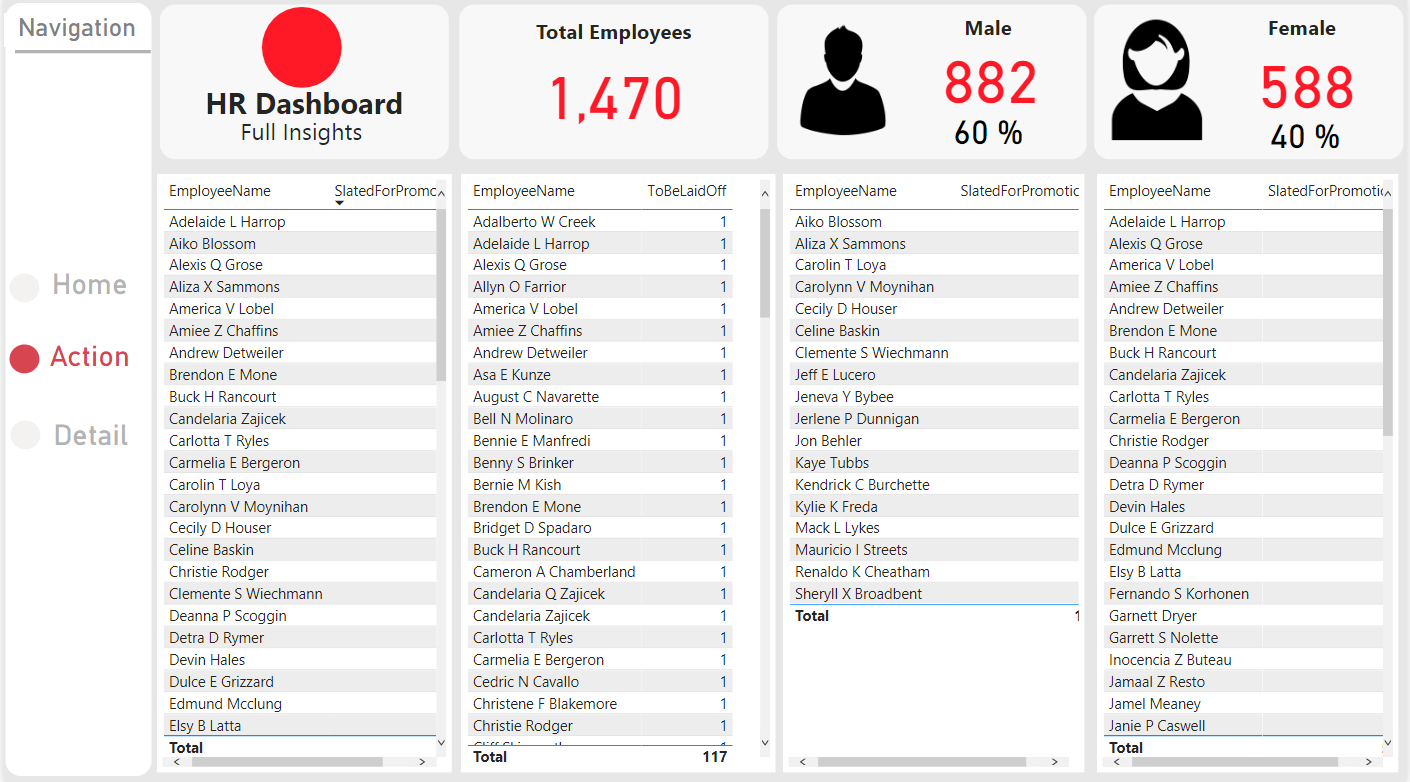 Navigation
Home
Action
Detail
HR Dashboard
Full Insights
Total Employees
1,470
Male
882
60 %
Female
588
40 %
EmployeeName SlatedForPromo
Adelaide L Harrop
Aiko Blossom
Alexis Q Grose
Aliza X Sammons
America V Lobel
Amiee Z Chaffins
Andrew Detweiler
Brendon E Mone
Buck H Rancourt
Candelaria Zajicek
Carlotta T Ryles
Carmelia E Bergeron
Carolin T Loya
Carolynn V Moynihan
Cecily D Houser
Celine Baskin
Christie Rodger
Clemente S Wiechmann
Deanna P Scoggin
Detra D Rymer
Devin Hales
Dulce E Grizzard
Edmund Mcclung
Elsy B Latta
Total
EmployeeName ToBeLaidOff
Adalberto W Creek 1
Adelaide L Harrop 1
Alexis Q Grose 1
Allyn O Farrior 1
America V Lobel 1
Amiee Z Chaffins 1
Andrew Detweiler 1
Asa E Kunze 1
August C Navarette 1
Bell N Molinaro 1
Bennie E Manfredi 1
Benny S Brinker 1
Bernie M Kish 1
Brendon E Mone 1
Bridget D Spadaro 1
Buck H Rancourt 1
Cameron A Chamberland 1
Candelaria Q Zajicek 1
Candelaria Zajicek 1
Carlotta T Ryles 1
Carmelia E Bergeron 1
Cedric N Cavallo 1
Christene F Blakemore 1
Christie Rodger 1
Total 117
EmployeeName SlatedForPromotic
Aiko Blossom
Aliza X Sammons
Carolin T Loya
Carolynn V Moynihan
Cecily D Houser
Celine Baskin
Clemente S Wiechmann
Jeff E Lucero
Jeneva Y Bybee
Jerlene P Dunnigan
Jon Behler
Kaye Tubbs
Kendrick C Burchette
Kylie K Freda
Mack L Lykes
Mauricio I Streets
Renaldo K Cheatham
Sheryll X Broadbent
Total 1
EmployeeName SlatedForPromotic
Adelaide L Harrop
Alexis Q Grose
America V Lobel
Amiee Z Chaffins
Andrew Detweiler
Brendon E Mone
Buck H Rancourt
Candelaria Zajicek
Carlotta T Ryles
Carmelia E Bergeron
Christie Rodger
Deanna P Scoggin
Detra D Rymer
Devin Hales
Dulce E Grizzard
Edmund Mcclung
Elsy B Latta
Fernando S Korhonen
Garnett Dryer
Garrett S Nolette
Inocencia Z Buteau
Jamaal Z Resto
Jamel Meaney
Janie P Caswell
Total